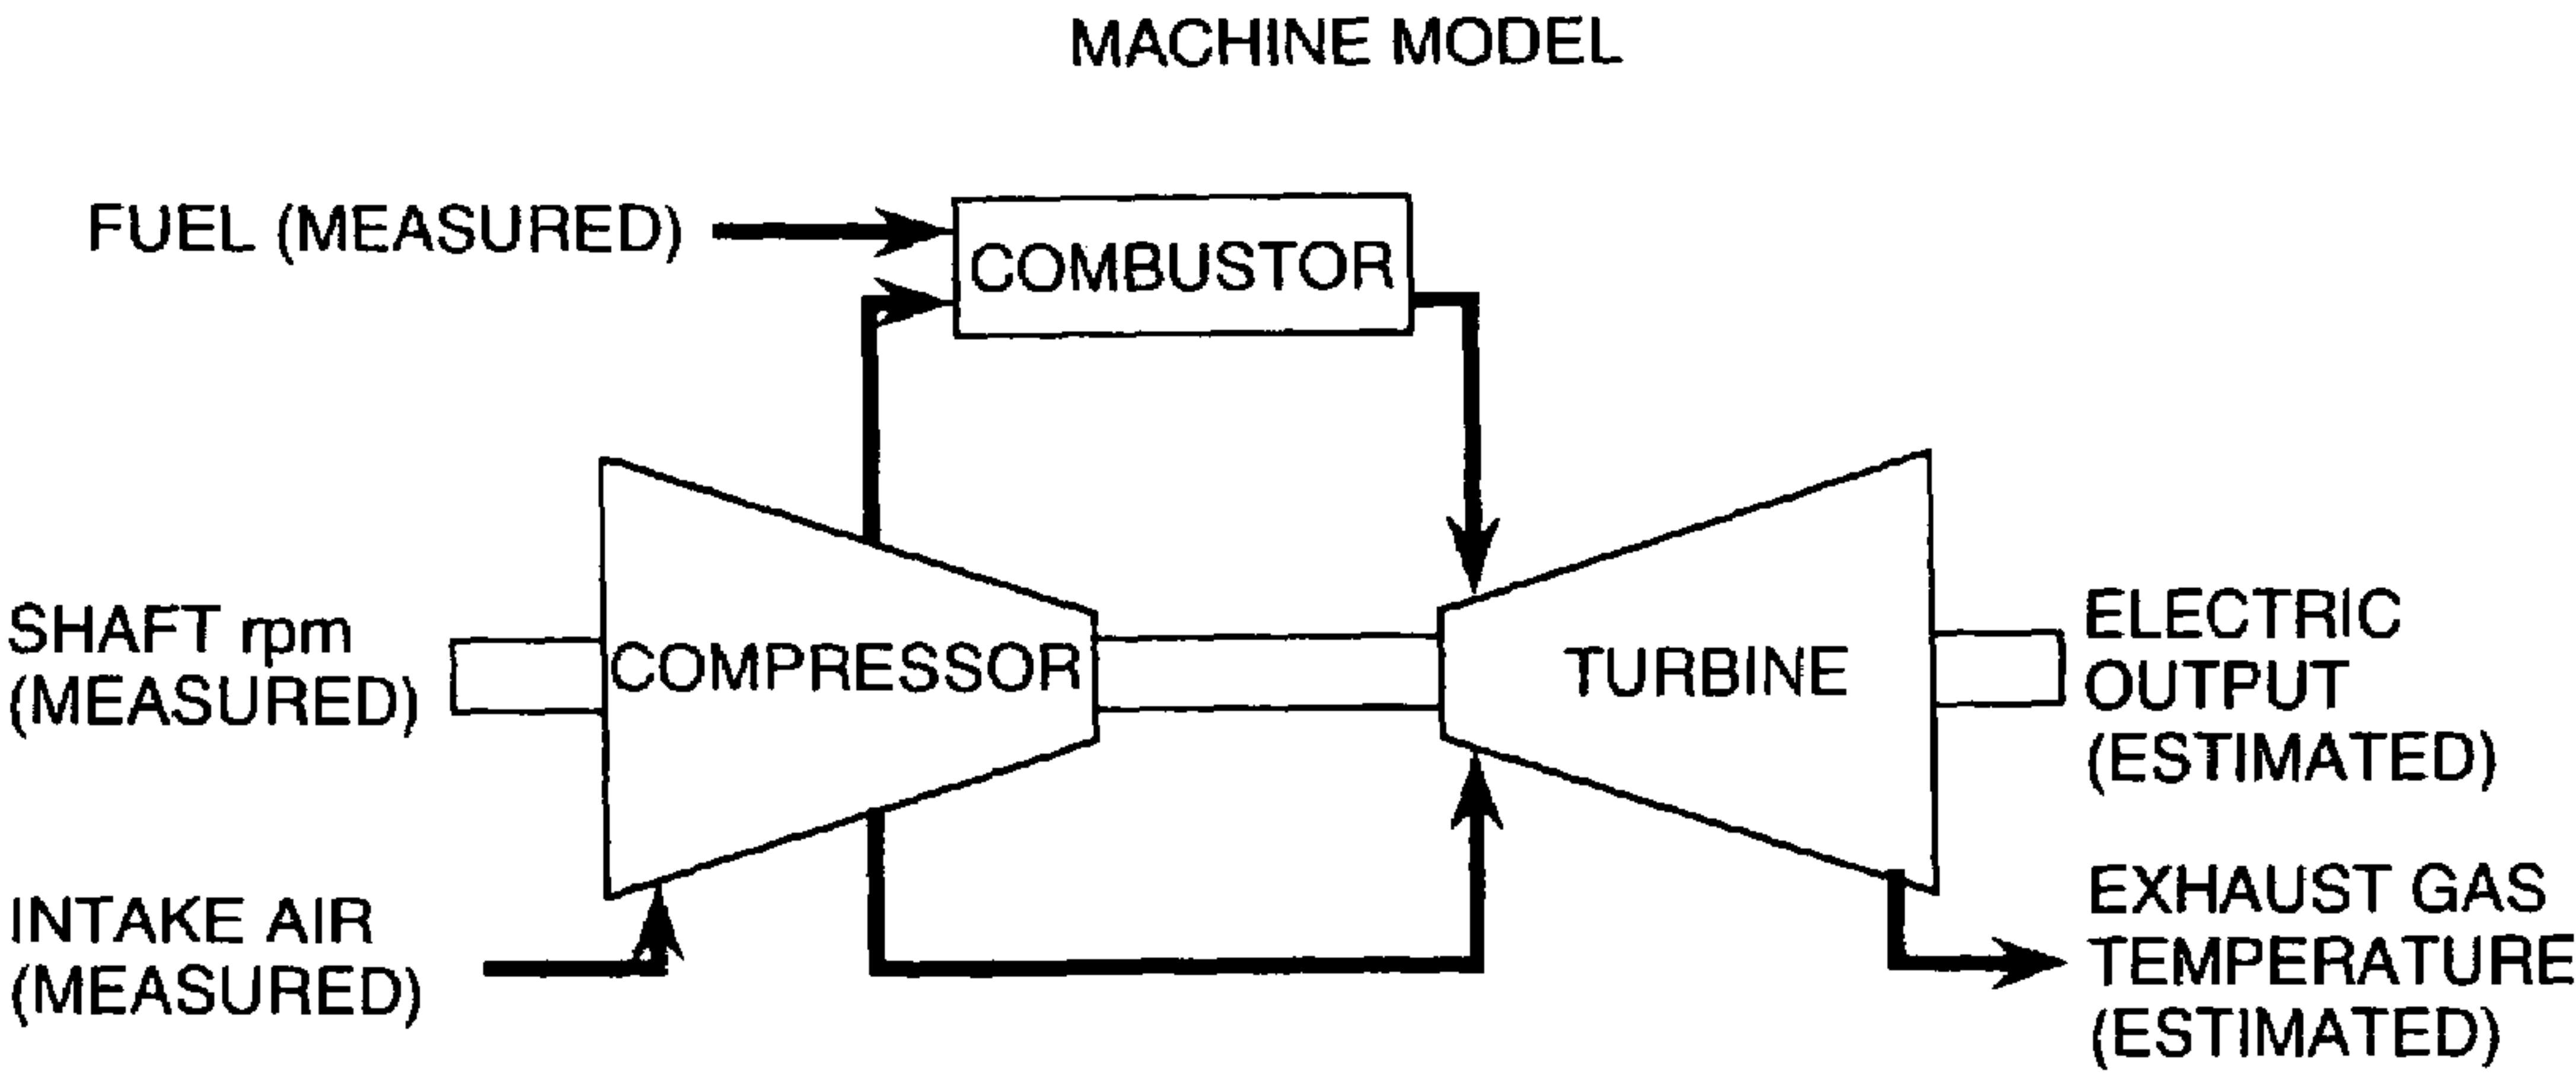 MACHINE MODEL
FUEL (MEASURED)
COMBUSTOR
SHAFT rpm
(MEASURED)
COMPRESSOR
TURBINE
ELECTRIC
OUTPUT
(ESTIMATED)
INTAKE AIR
(MEASURED)
EXHAUST GAS
TEMPERATURE
(ESTIMATED)